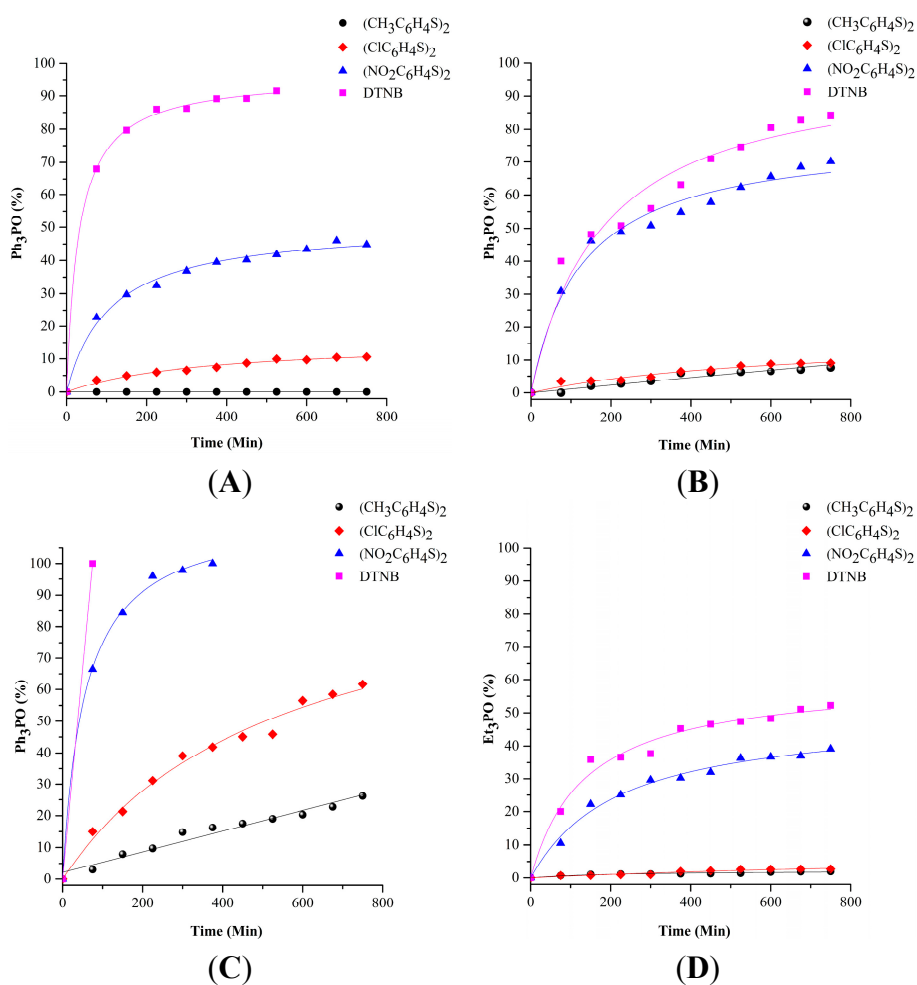 (CH3C6H4S)2
(ClC6H4S)2
(NO2C6H4S)2
DTNB
100
90
80
70
60
50
40
30
20
10
0
Ph3PO (%)
0
200
400
600
800
Time (Min)
(A)
(CH3C6H4S)2
(ClC6H4S)2
(NO2C6H4S)2
DTNB
100
90
80
70
60
50
40
30
20
10
0
Ph3PO (%)
0
200
400
600
800
Time (Min)
(B)
(CH3C6H4S)2
(ClC6H4S)2
(NO2C6H4S)2
DTNB
100
90
80
70
60
50
40
30
20
10
0
Ph3PO (%)
0
200
400
600
800
Time (Min)
(C)
(CH3C6H4S)2
(ClC6H4S)2
(NO2C6H4S)2
DTNB
100
90
80
70
60
50
40
30
20
10
0
Et3PO (%)
0
200
400
600
800
Time (Min)
(D)